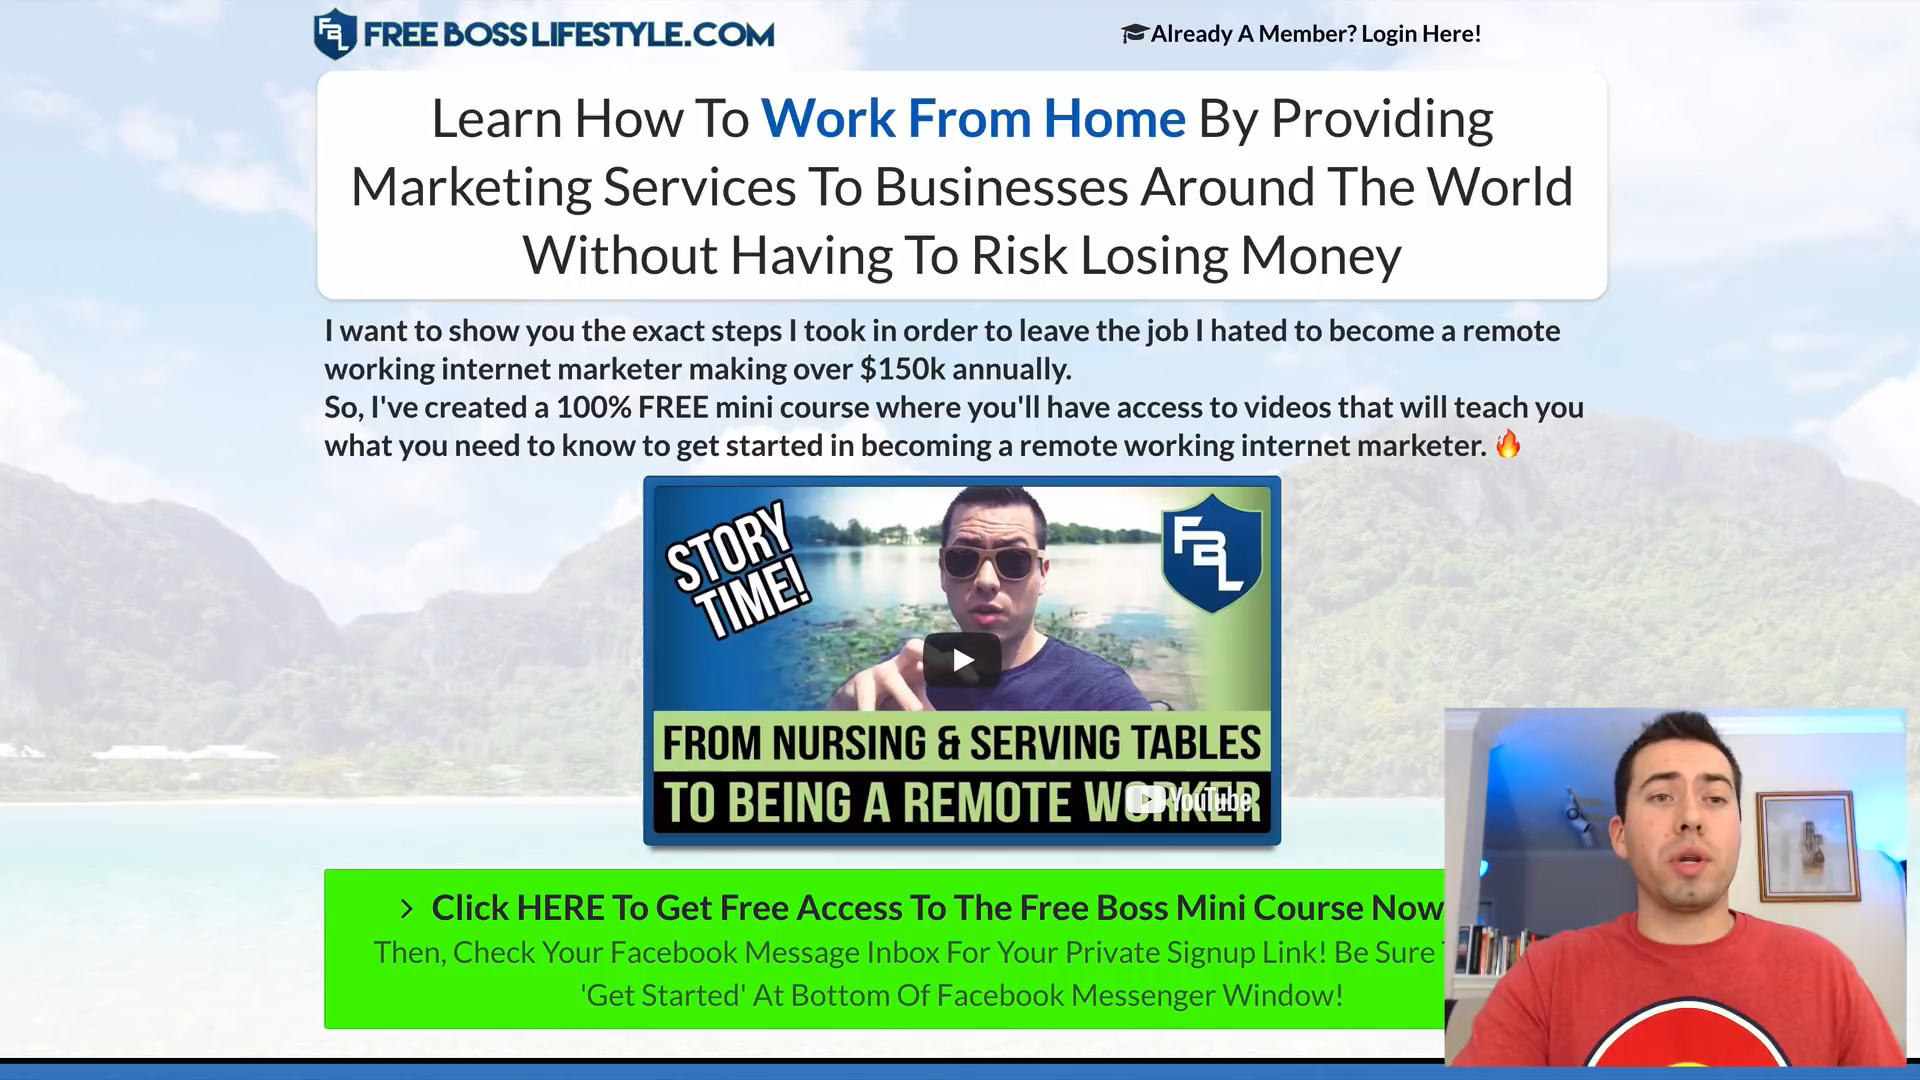 FBL FREE BOSS LIFESTYLE.COM
Already A Member? Login Here!
Learn How To Work From Home By Providing
Marketing Services To Businesses Around The World
Without Having To Risk Losing Money
I want to show you the exact steps I took in order to leave the job I hated to become a remote
working internet marketer making over $150k annually.
So, I've created a 100% FREE mini course where you'll have access to videos that will teach you
what you need to know to get started in becoming a remote working internet marketer. 🔥
STORY
TIME!
FBL
FROM NURSING & SERVING TABLES
TO BEING A REMOTE WORKER
YouTube
> Click HERE To Get Free Access To The Free Boss Mini Course Now
Then, Check Your Facebook Message Inbox For Your Private Signup Link! Be Sure
'Get Started' At Bottom Of Facebook Messenger Window!